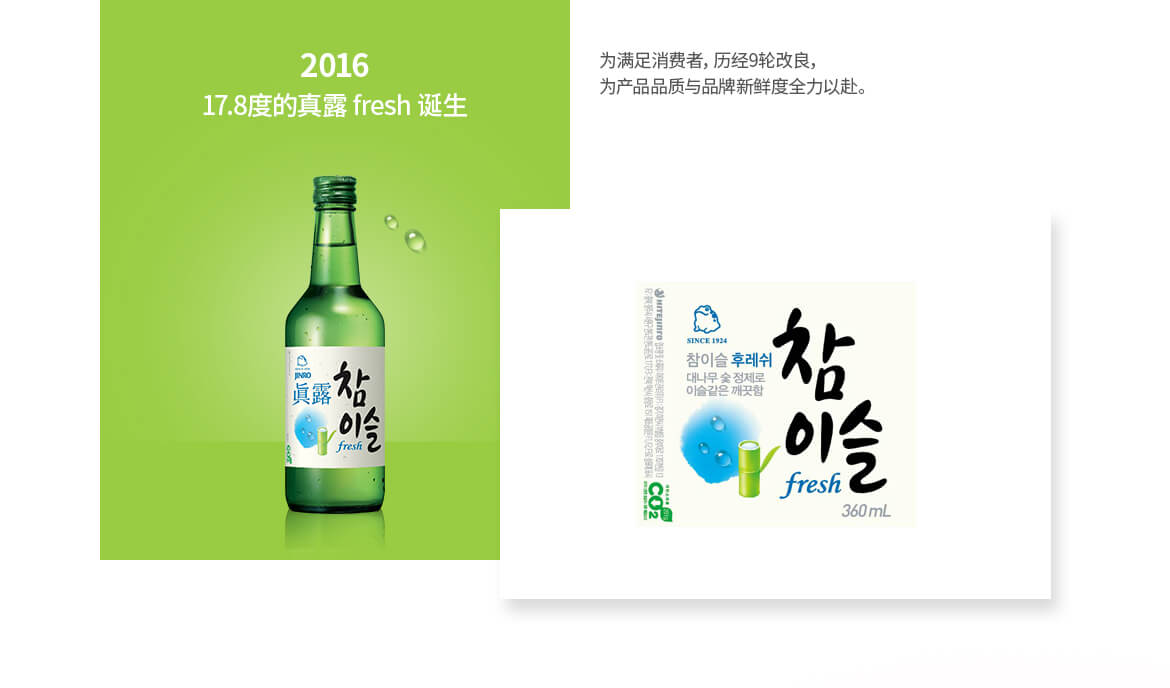 2016
17.8度的真露 fresh 诞生
为满足消费者, 历经9轮改良,
为产品品质与品牌新鲜度全力以赴。
JINRO
眞露
참
이슬
fresh
HITEJINRO
SINCE 1924
참이슬 후레쉬
대나무 숯 정제로
이슬같은 깨끗함
참
이슬
fresh
360 mL
CO2